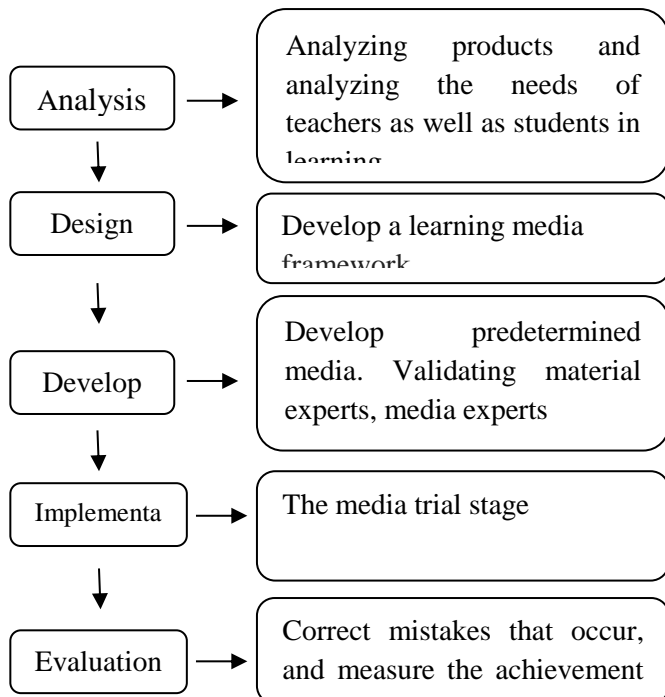 Analysis
Analyzing products and
analyzing the needs of
teachers as well as students in
learning
Design
Develop a learning media
framework
Develop
Develop predetermined
media. Validating material
experts, media experts
Implementa
The media trial stage
Evaluation
Correct mistakes that occur,
and measure the achievement